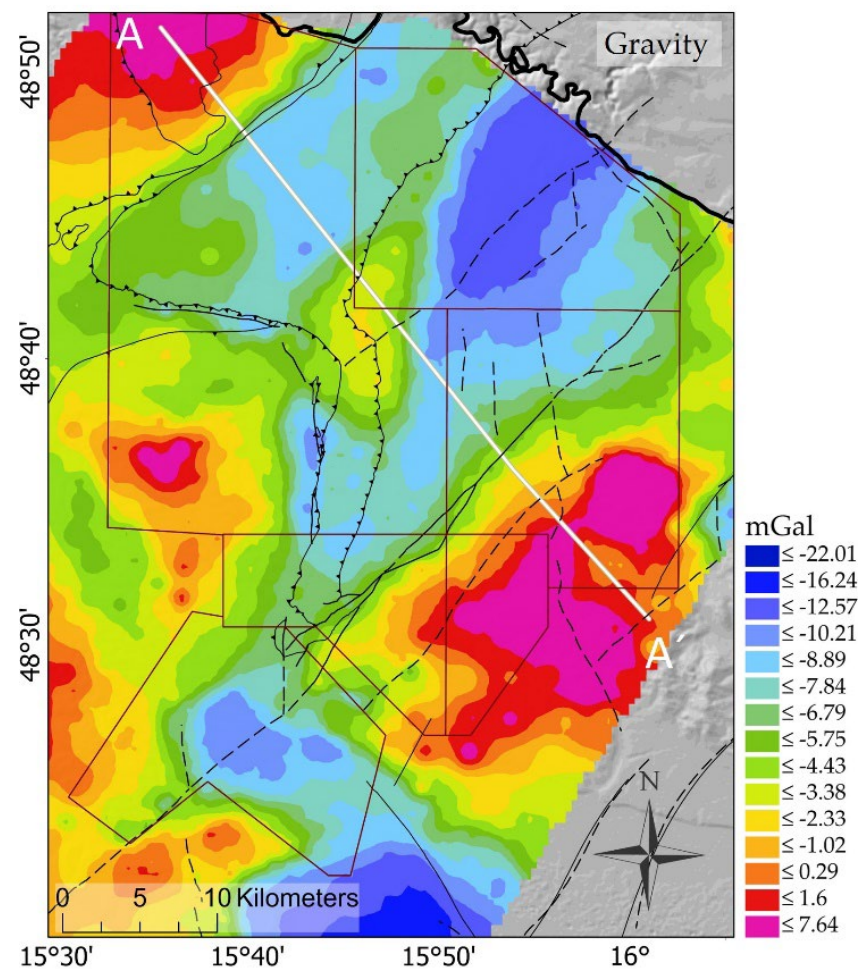 A
Gravity
48°50'
48°40'
48°30'
A´
N
0 5 10 Kilometers
15°30' 15°40' 15°50' 16°
mGal
≤ -22.01
≤ -16.24
≤ -12.57
≤ -10.21
≤ -8.89
≤ -7.84
≤ -6.79
≤ -5.75
≤ -4.43
≤ -3.38
≤ -2.33
≤ -1.02
≤ 0.29
≤ 1.6
≤ 7.64